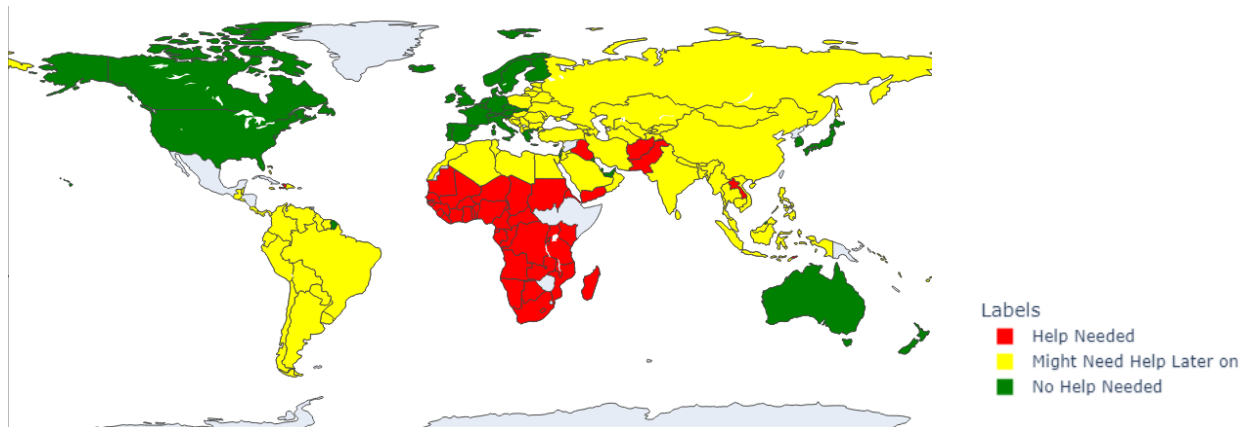 Labels
Help Needed
Might Need Help Later on
No Help Needed